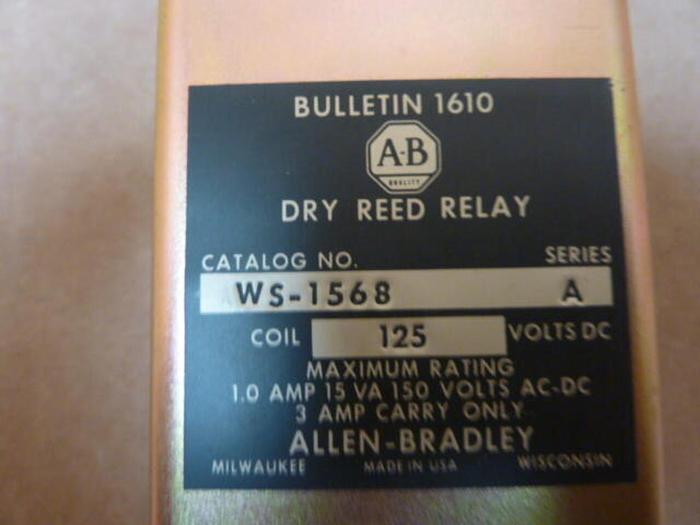 BULLETIN 1610
A-B
QUALITY
DRY REED RELAY
CATALOG NO. SERIES
WS-1568 A
COIL 125 VOLTS DC
MAXIMUM RATING
1.0 AMP 15 VA 150 VOLTS AC-DC
3 AMP CARRY ONLY
ALLEN-BRADLEY
MILWAUKEE MADE IN USA WISCONSIN